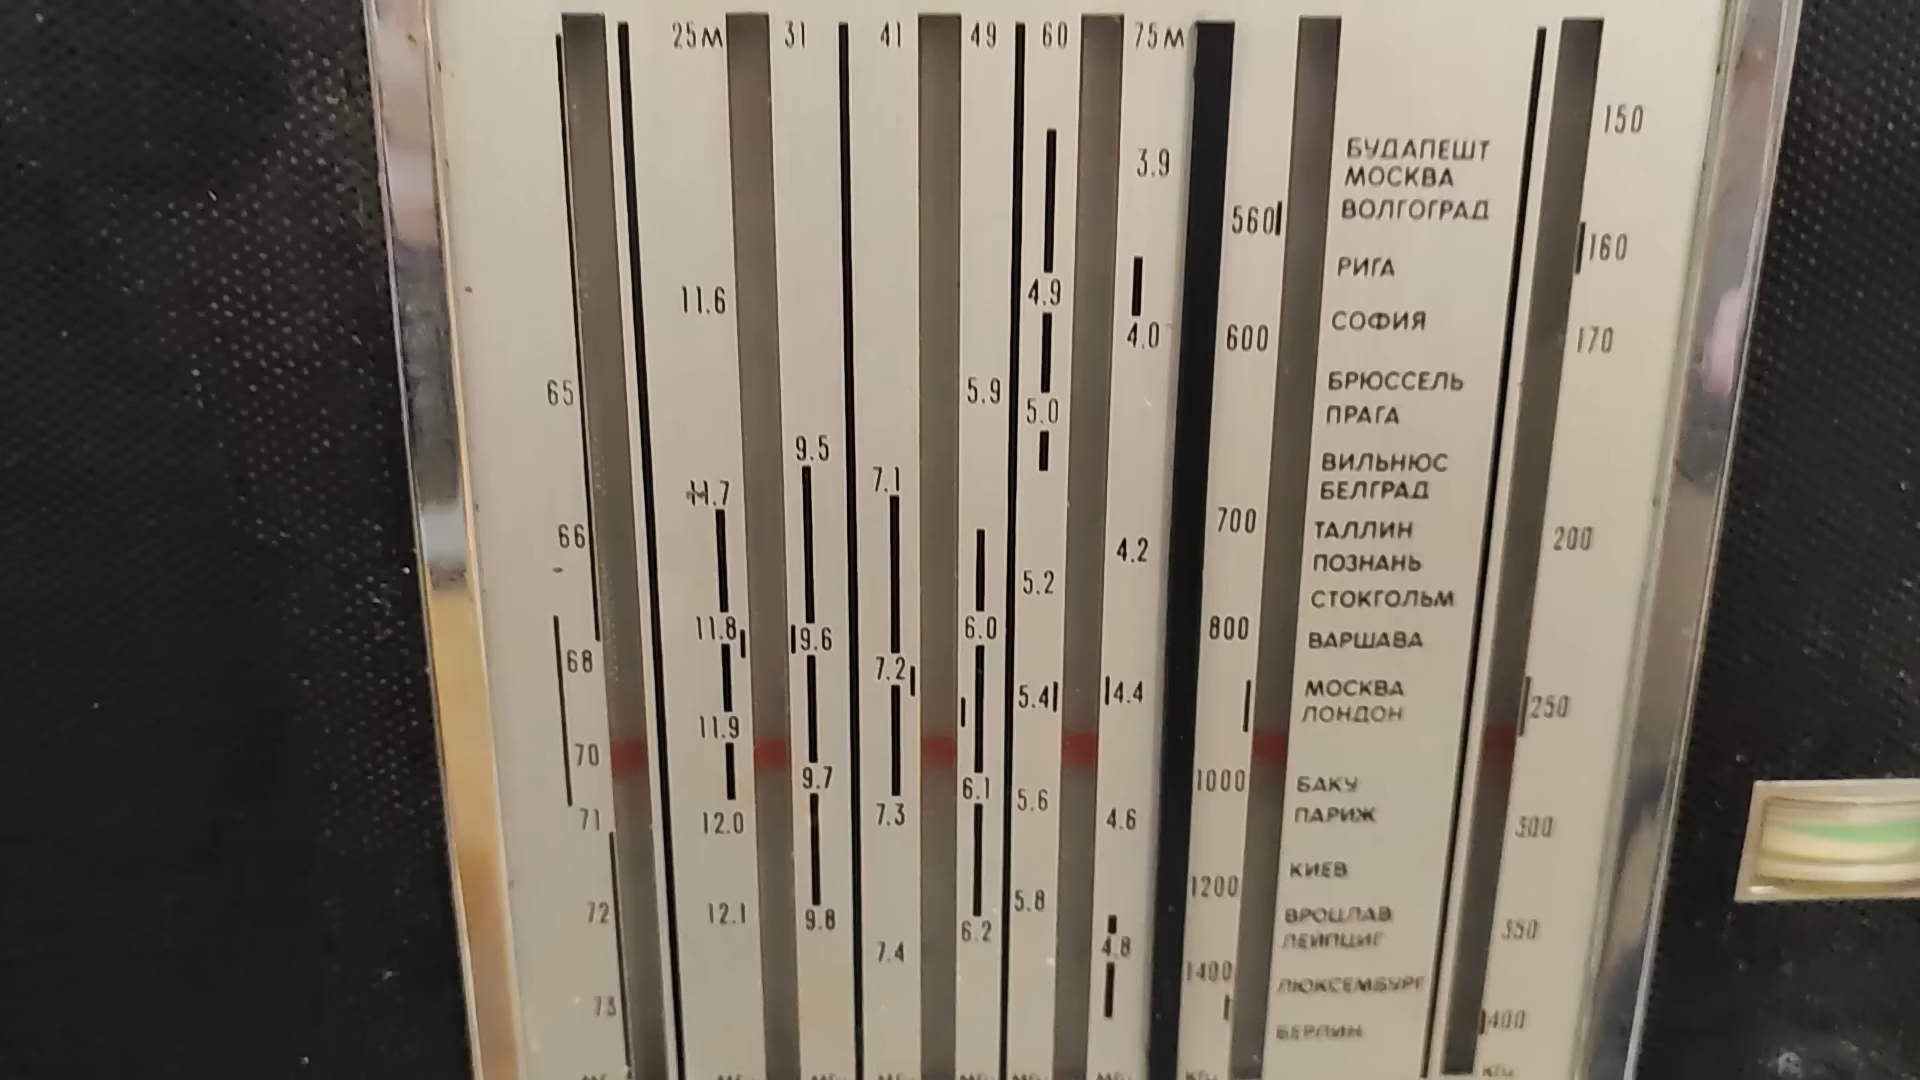 25м 31 41 49 60 75м
150
3.9
БУДАПЕШТ
МОСКВА
560 ВОЛГОГРАД
160
РИГА
11.6 4.9
4.0 600 СОФИЯ 170
65 5.9 5.0 БРЮССЕЛЬ
ПРАГА
9.5
ВИЛЬНЮС
11.7 7.1 БЕЛГРАД
66 4.2 700 ТАЛЛИН 200
ПОЗНАНЬ
5.2
СТОКГОЛЬМ
11.8 9.6 6.0 800 ВАРШАВА
68 7.2
5.4 4.4 МОСКВА
11.9 ЛОНДОН 250
70 9.7 6.1 1000 БАКУ
5.6
71 12.0 7.3 4.6 ПАРИЖ 300
КИЕВ
1200
72 12.1 9.8 6.2 5.8 ВРОЦЛАВ
350
7.4 4.8 ЛЕЙПЦИГ
1400 ЛЮКСЕМБУРГ
73 БЕРЛИН 400